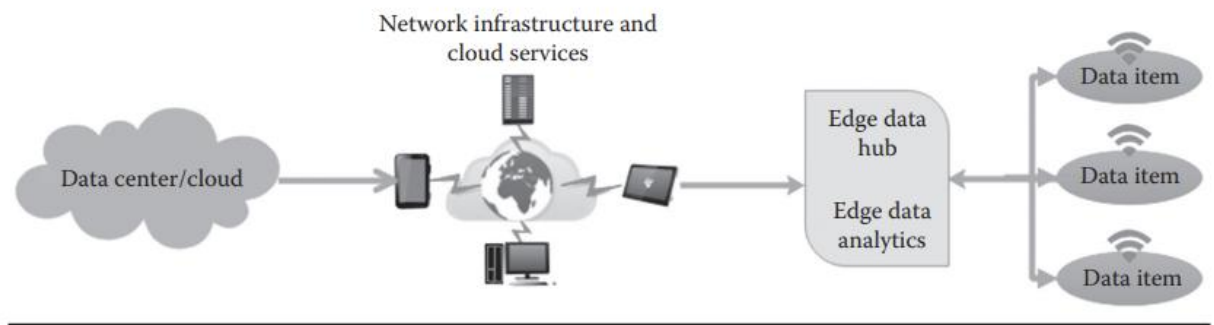 Network infrastructure and
cloud services
Data center/cloud
Edge data
hub
Edge data
analytics
Data item
Data item
Data item